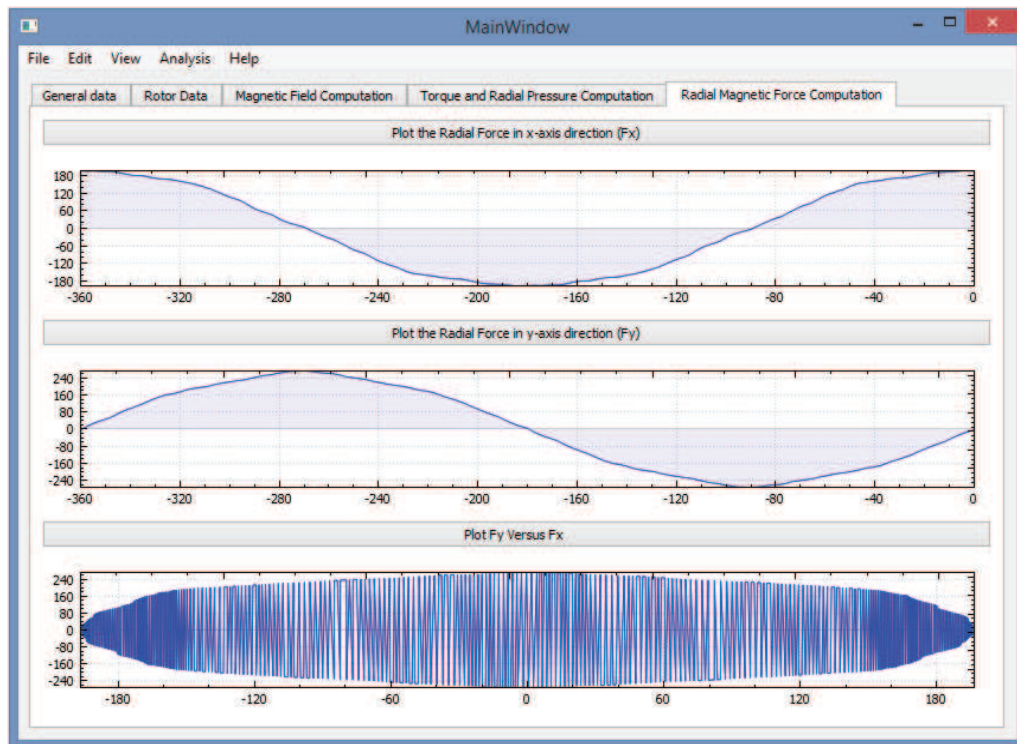 MainWindow
File Edit View Analysis Help
General data Rotor Data Magnetic Field Computation Torque and Radial Pressure Computation Radial Magnetic Force Computation
Plot the Radial Force in x-axis direction (Fx)
180
120
60
0
-60
-120
-180
-360 -320 -280 -240 -200 -160 -120 -80 -40 0
Plot the Radial Force in y-axis direction (Fy)
240
160
80
0
-80
-160
-240
-360 -320 -280 -240 -200 -160 -120 -80 -40 0
Plot Fy Versus Fx
240
160
80
0
-80
-160
-240
-180 -120 -60 0 60 120 180